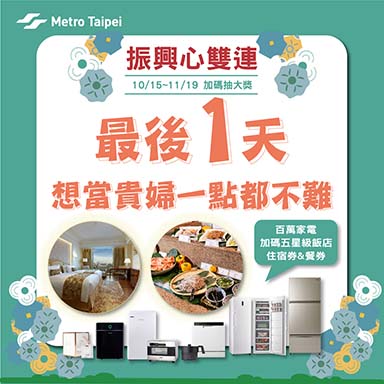 Metro Taipei
振興心雙連
10/15~11/19 加碼抽大獎
最後1天
想當貴婦一點都不難
百萬家電
加碼五星級飯店
住宿券&餐券